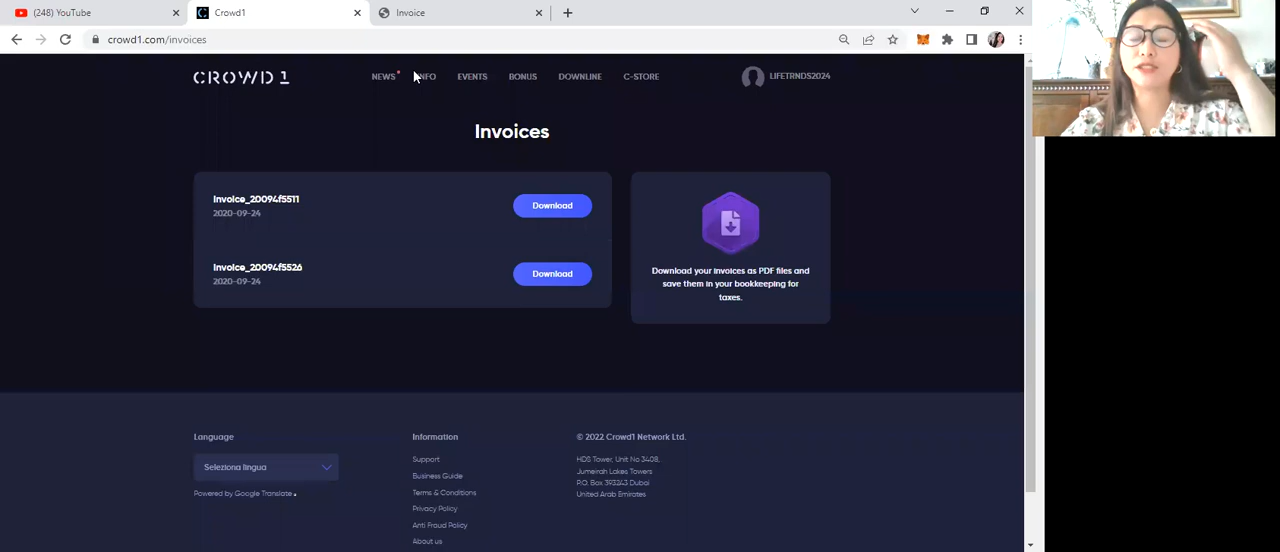 (248) YouTube
Crowd1
Invoice
crowd1.com/invoices
CROWD 1
NEWS
INFO
EVENTS
BONUS
DOWNLINE
C-STORE
LIFETRNDS2024
Invoices
Invoice_20094f5511
2020-09-24
Download
Invoice_20094f5526
2020-09-24
Download
Download your invoices as PDF files and
save them in your bookkeeping for
taxes.
Language
Seleziona lingua
Powered by Google Translate
Information
Support
Business Guide
Terms & Conditions
Privacy Policy
Anti Fraud Policy
About us
© 2022 Crowd1 Network Ltd.
HDS Tower, Unit No 3408,
Jumeirah Lakes Towers
P.O. Box 393243 Dubai
United Arab Emirates